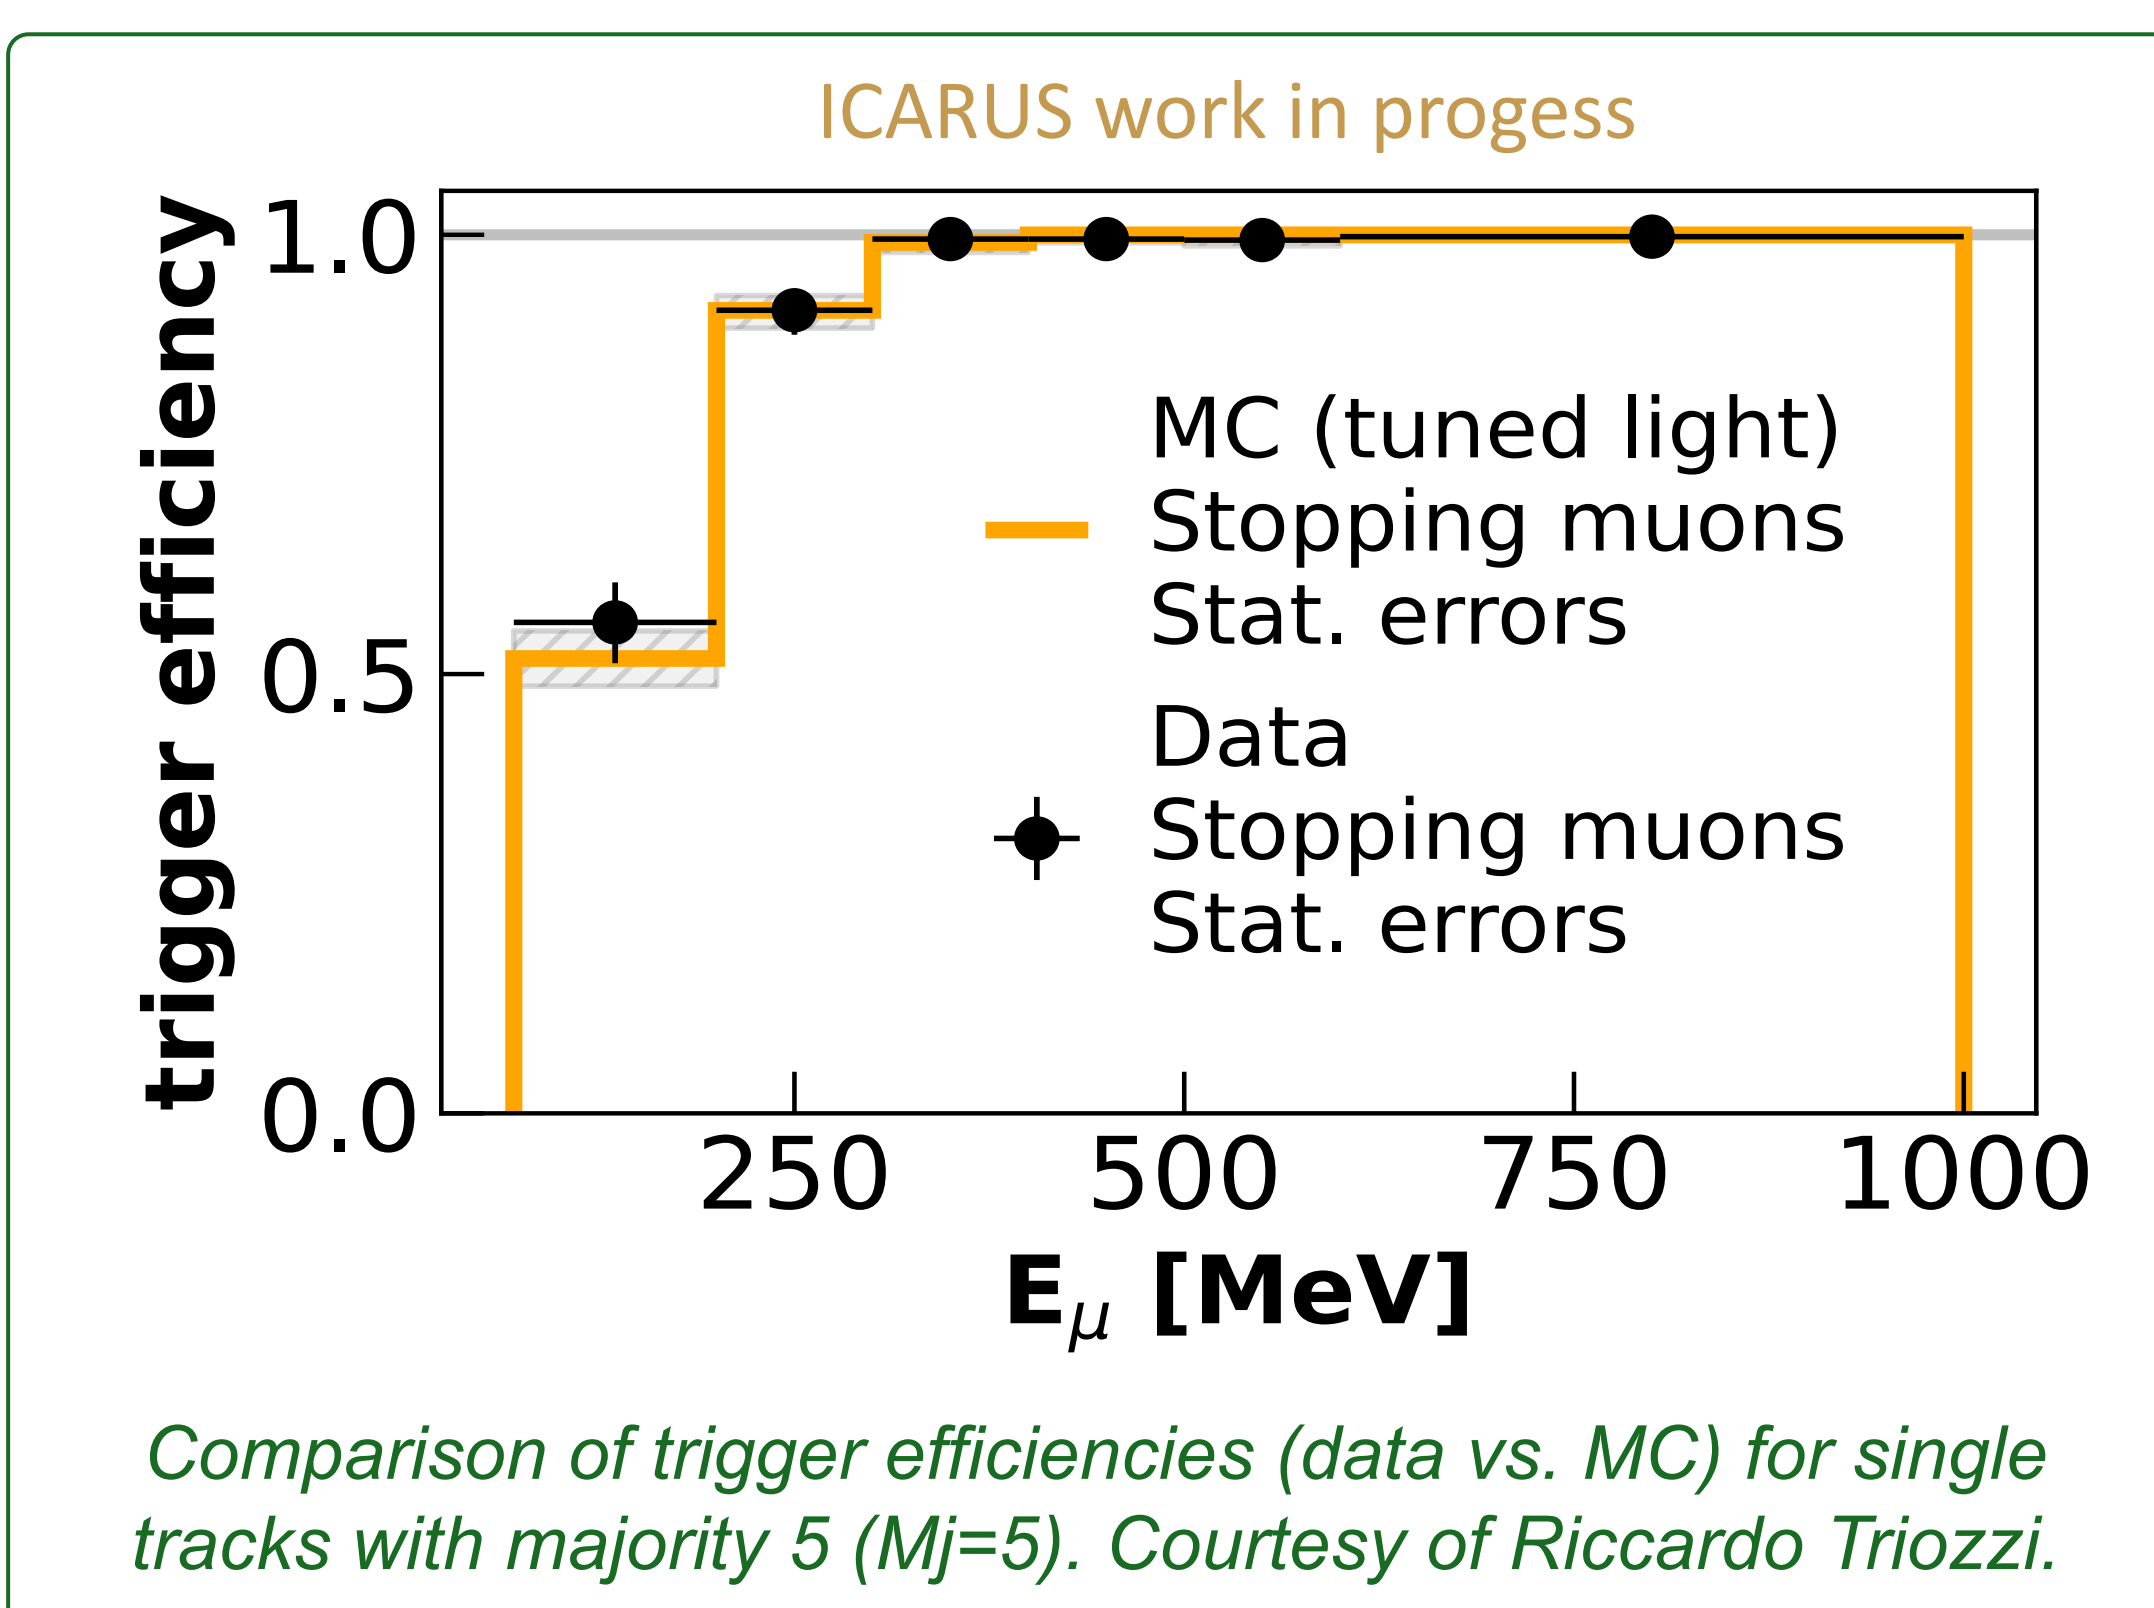 ICARUS work in progess
trigger efficiency
1.0
0.5
0.0
MC (tuned light)
Stopping muons
Stat. errors
Data
Stopping muons
Stat. errors
250 500 750 1000
Eμ [MeV]
Comparison of trigger efficiencies (data vs. MC) for single
tracks with majority 5 (Mj=5). Courtesy of Riccardo Triozzi.